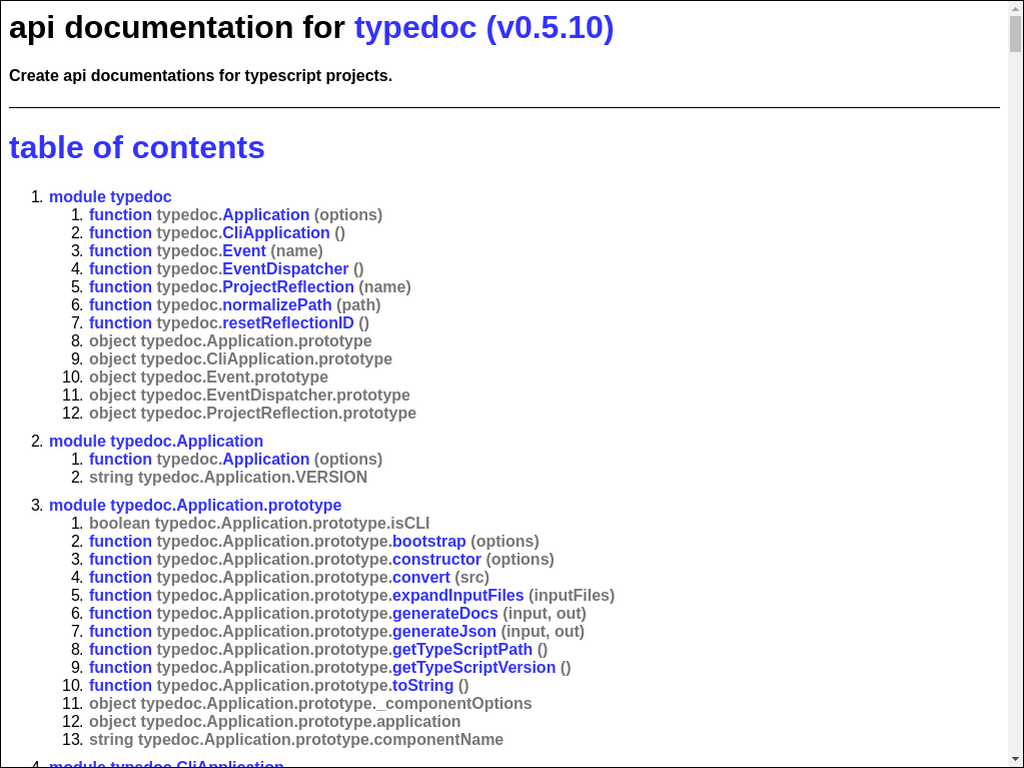 api documentation for typedoc (v0.5.10)
Create api documentations for typescript projects.
table of contents
1. module typedoc
1. function typedoc.Application (options)
2. function typedoc.CliApplication ()
3. function typedoc.Event (name)
4. function typedoc.EventDispatcher ()
5. function typedoc.ProjectReflection (name)
6. function typedoc.normalizePath (path)
7. function typedoc.resetReflectionID ()
8. object typedoc.Application.prototype
9. object typedoc.CliApplication.prototype
10. object typedoc.Event.prototype
11. object typedoc.EventDispatcher.prototype
12. object typedoc.ProjectReflection.prototype
2. module typedoc.Application
1. function typedoc.Application (options)
2. string typedoc.Application.VERSION
3. module typedoc.Application.prototype
1. boolean typedoc.Application.prototype.isCLI
2. function typedoc.Application.prototype.bootstrap (options)
3. function typedoc.Application.prototype.constructor (options)
4. function typedoc.Application.prototype.convert (src)
5. function typedoc.Application.prototype.expandInputFiles (inputFiles)
6. function typedoc.Application.prototype.generateDocs (input, out)
7. function typedoc.Application.prototype.generateJson (input, out)
8. function typedoc.Application.prototype.getTypeScriptPath ()
9. function typedoc.Application.prototype.getTypeScriptVersion ()
10. function typedoc.Application.prototype.toString ()
11. object typedoc.Application.prototype._componentOptions
12. object typedoc.Application.prototype.application
13. string typedoc.Application.prototype.componentName
4. module typedoc.CliApplication